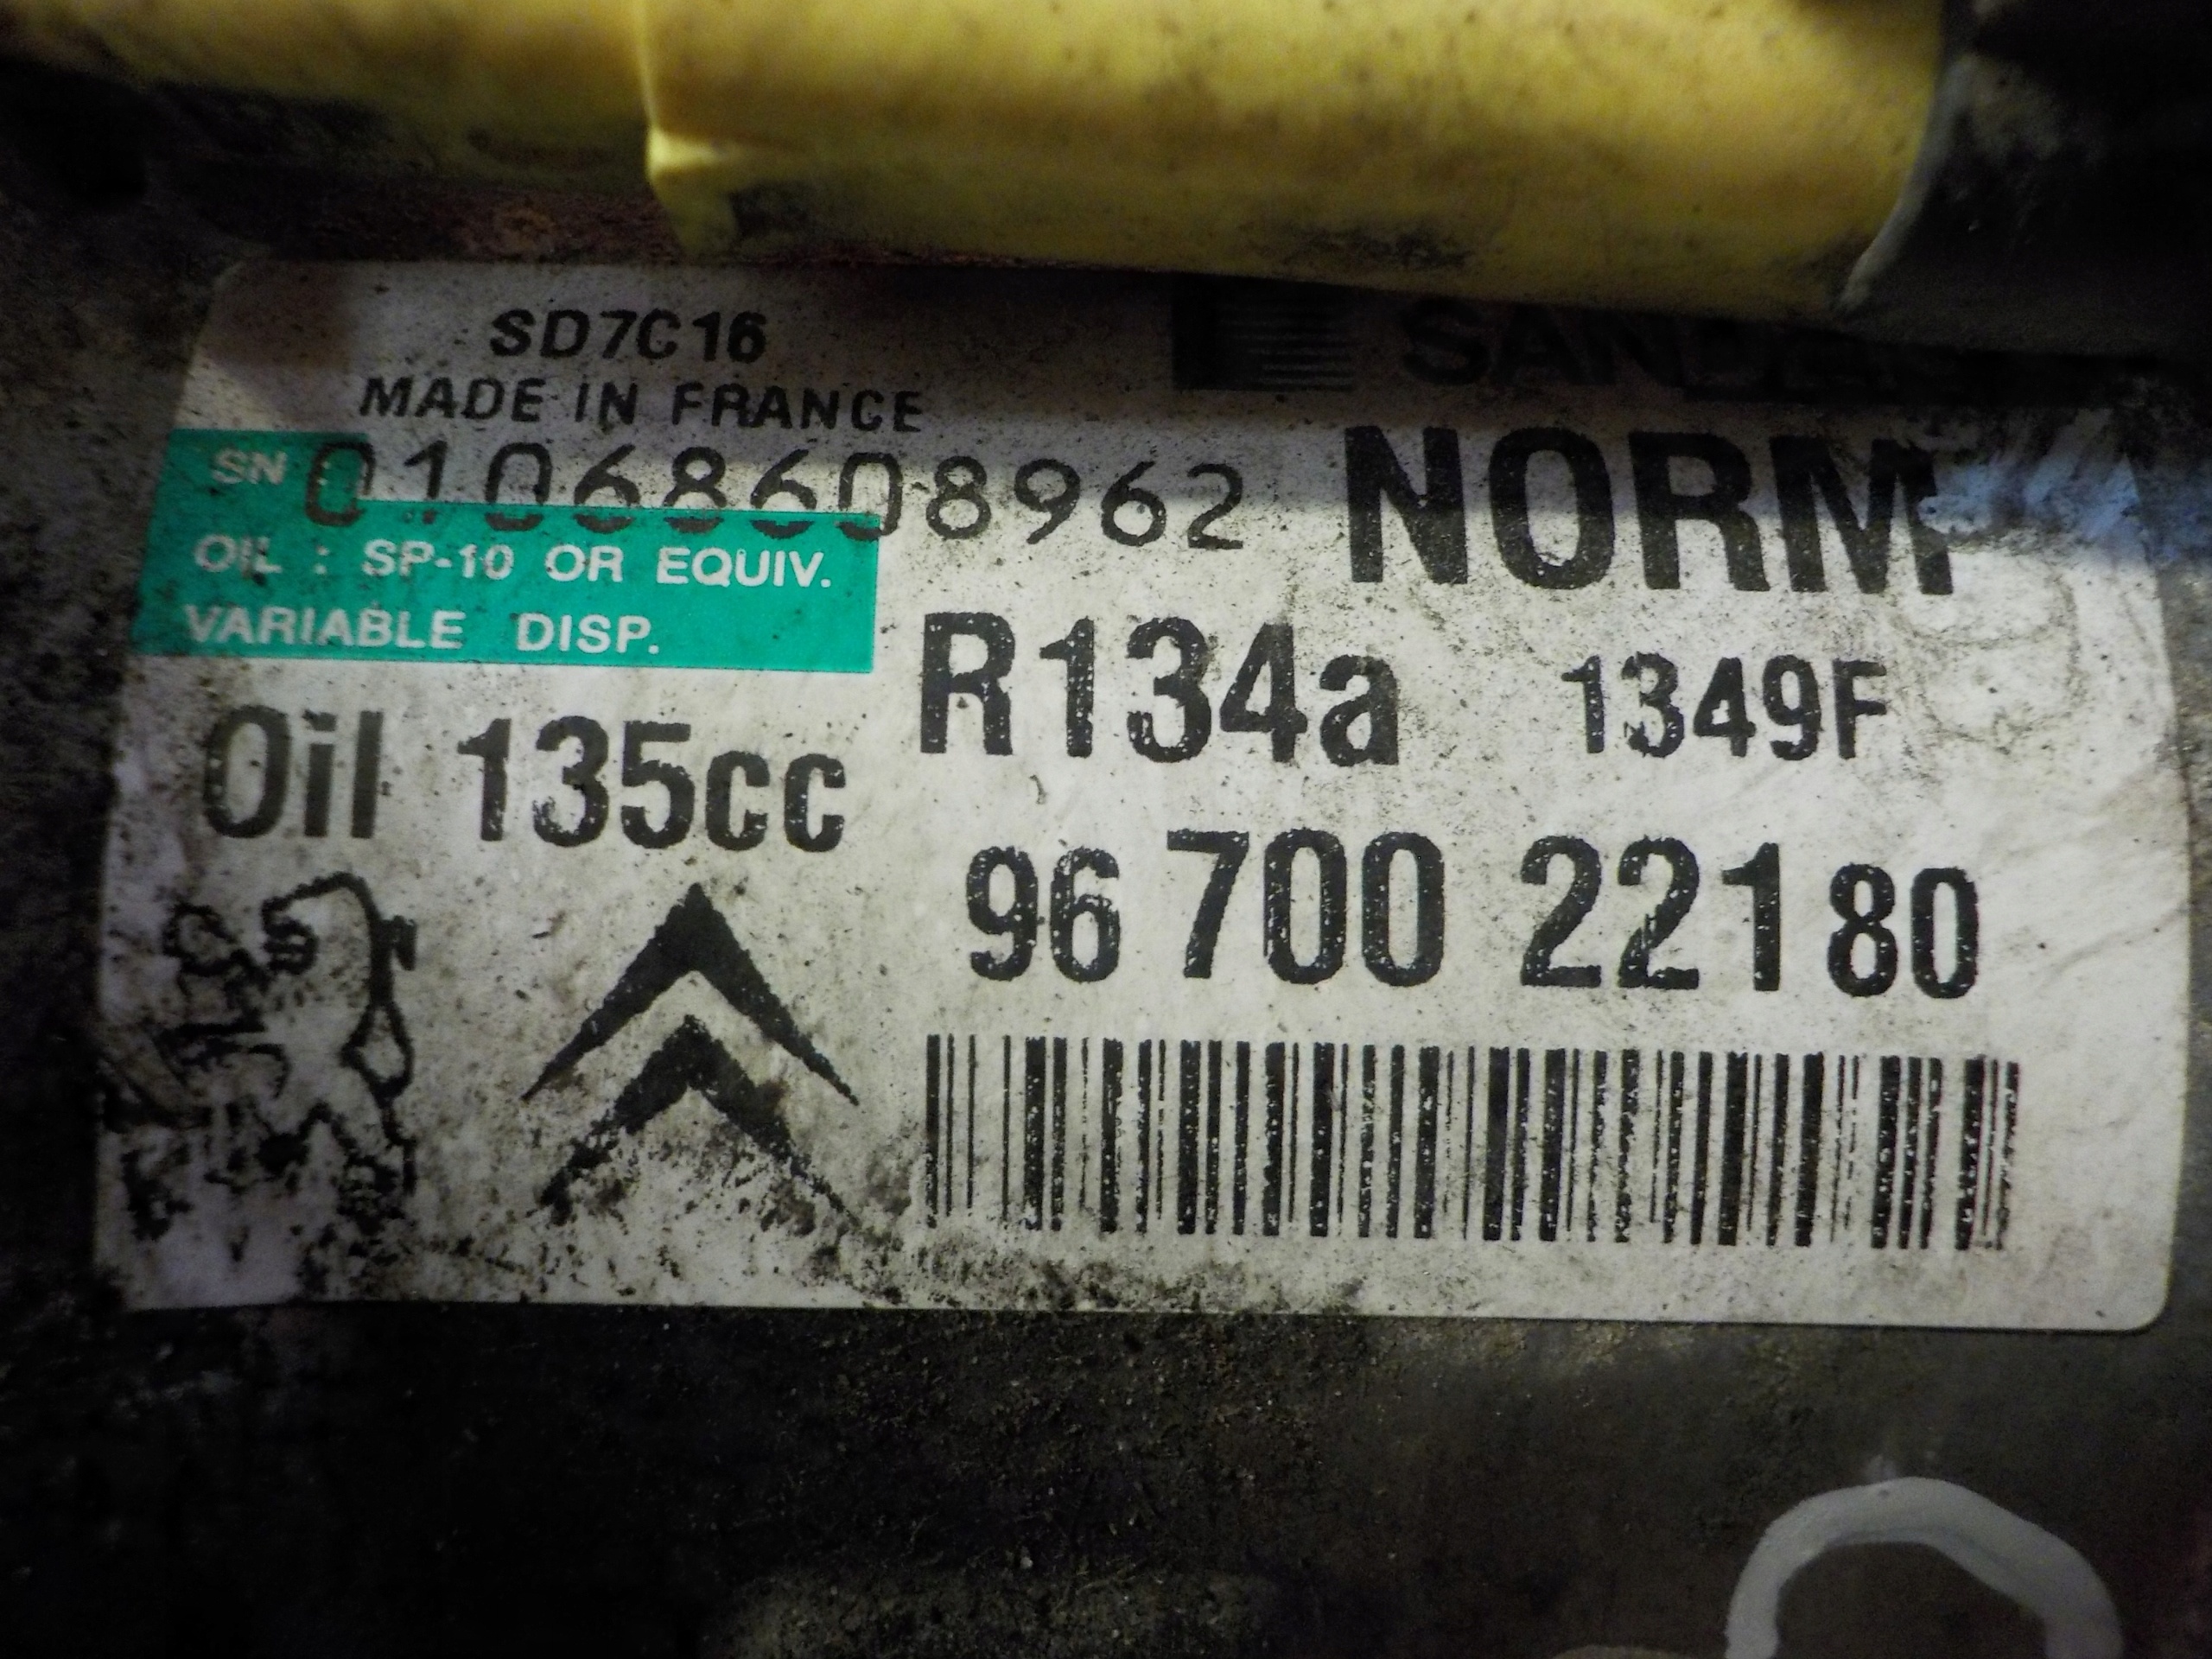 SD7C16
SANDEN
MADE IN FRANCE
SN : 01068608962
NORM
OIL : SP-10 OR EQUIV.
VARIABLE DISP.
R134a 1349F
Oil 135cc
96 700 221 80